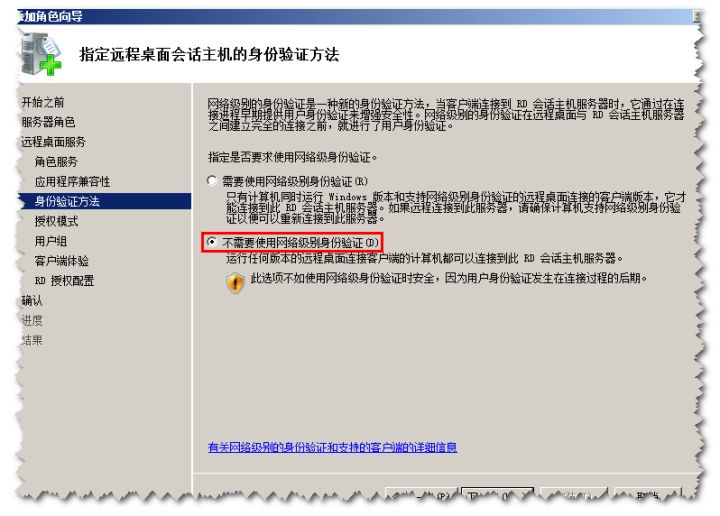 加角色向导
指定远程桌面会话主机的身份验证方法
开始之前
服务器角色
远程桌面服务
角色服务
应用程序兼容性
身份验证方法
授权模式
用户组
客户端体验
RD 授权配置
确认
进度
结果
网络级别的身份验证是一种新的身份验证方法，当客户端连接到 RD 会话主机服务器时，它通过在连
接进程早期提供用户身份验证来增强安全性。网络级别的身份验证在远程桌面与 RD 会话主机服务器
之间建立完全的连接之前，就进行了用户身份验证。
指定是否要求使用网络级身份验证。
需要使用网络级别身份验证(R)
只有计算机同时运行 Windows 版本和支持网络级别身份验证的远程桌面连接的客户端版本，它才
能连接到此 RD 会话主机服务器。如果远程连接到此服务器，请确保计算机支持网络级别身份验
证以便可以重新连接到此服务器。
不需要使用网络级别身份验证(D)
运行任何版本的远程桌面连接客户端的计算机都可以连接到此 RD 会话主机服务器。
此选项不如使用网络级身份验证时安全，因为用户身份验证发生在连接过程的后期。
有关网络级别的身份验证和支持的客户端的详细信息